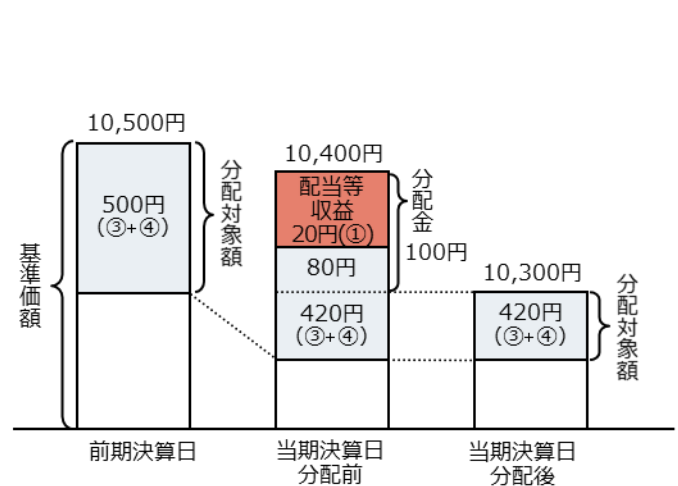 10,500円
500円
(③+④)
分配対象額
基準価額
前期決算日
10,400円
配当等
収益
20円(①)
80円
420円
(③+④)
分配金
100円
当期決算日
分配前
10,300円
420円
(③+④)
分配対象額
当期決算日
分配後